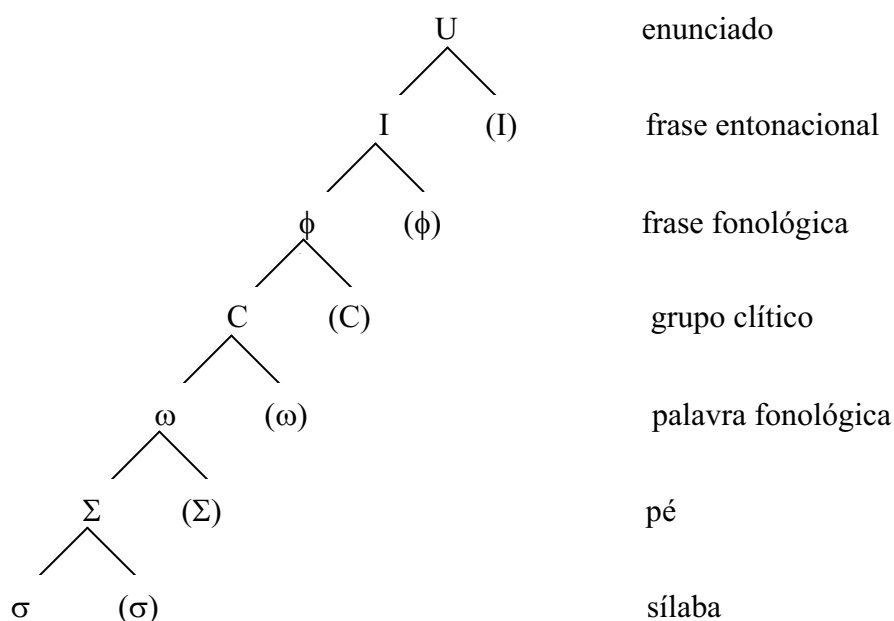 U enunciado
I (I) frase entonacional
ϕ (ϕ) frase fonológica
C (C) grupo clítico
ω (ω) palavra fonológica
Σ (Σ) pé
σ (σ) sílaba